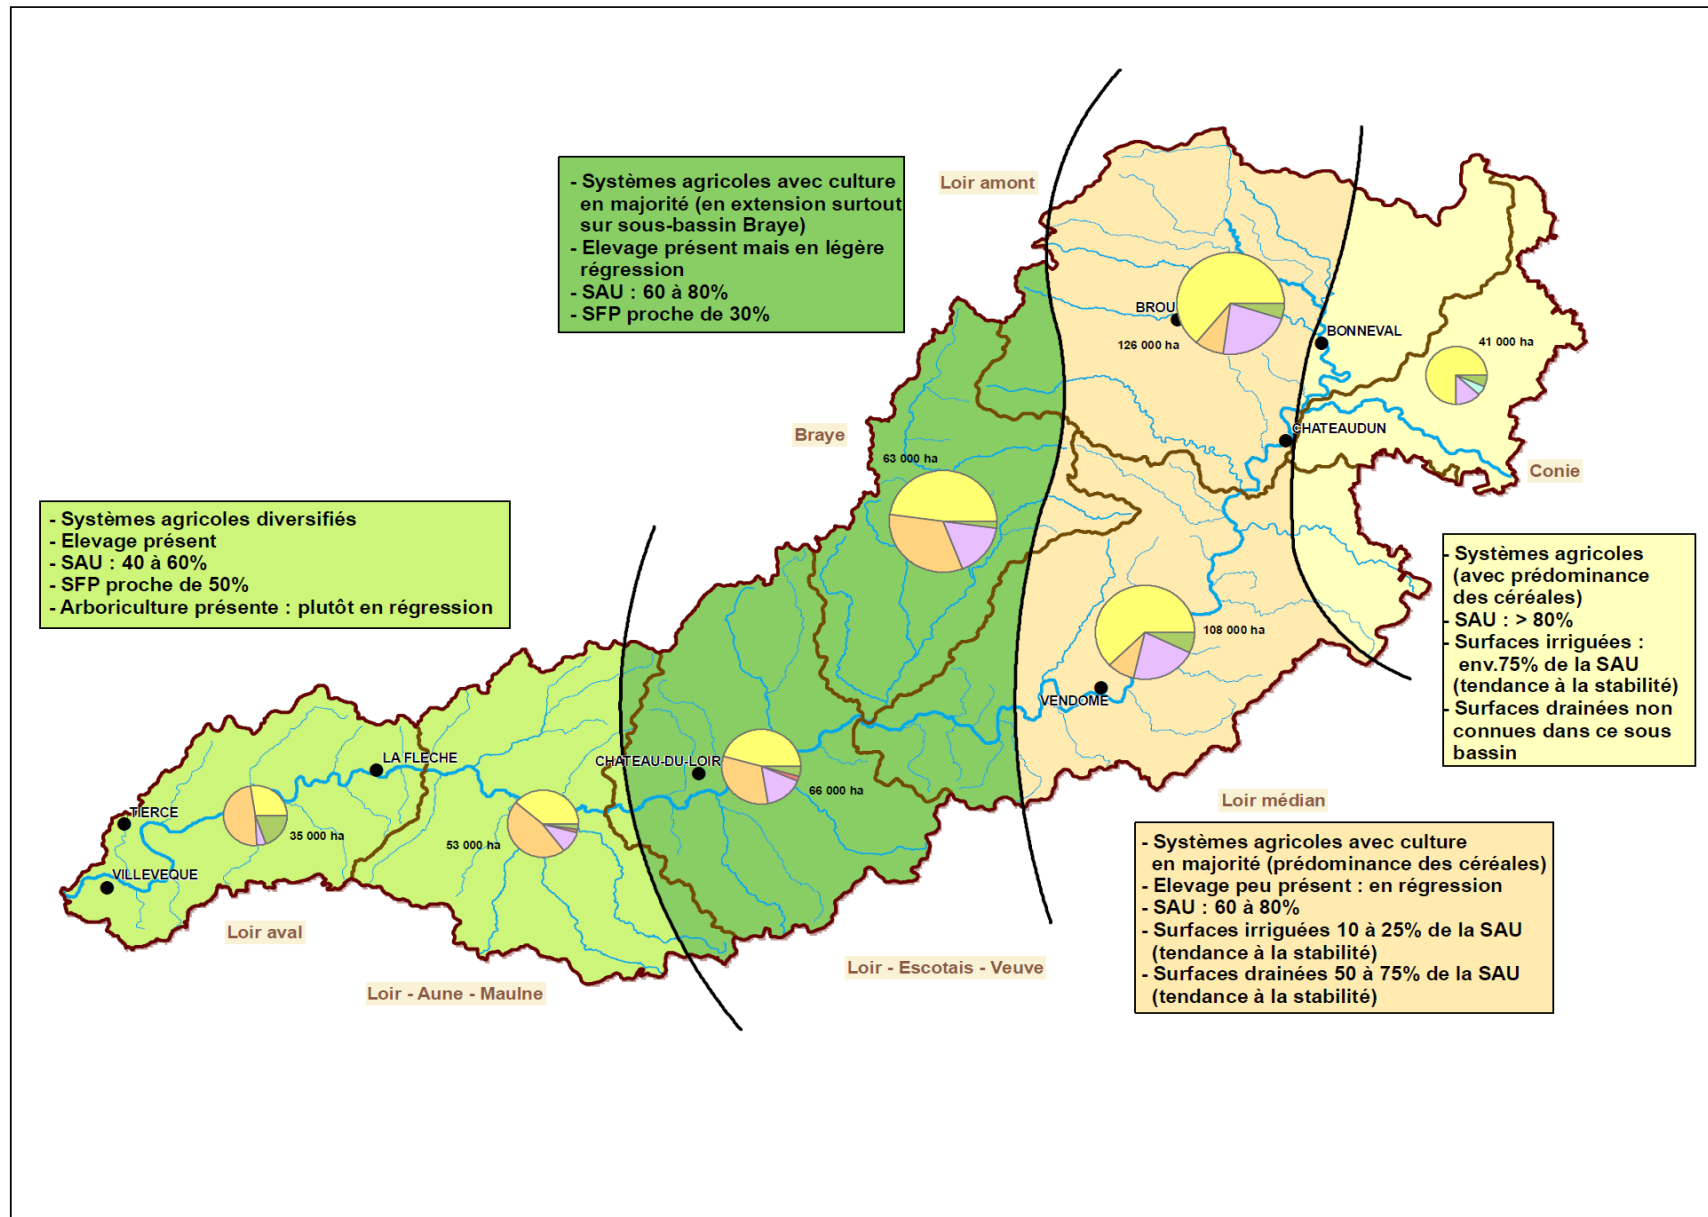 Loir amont
- Systèmes agricoles avec culture
en majorité (en extension surtout
sur sous-bassin Braye)
- Elevage présent mais en légère
régression
- SAU : 60 à 80%
- SFP proche de 30%
BROU
126 000 ha
BONNEVAL
41 000 ha
CHATEAUDUN
Braye
63 000 ha
Conie
- Systèmes agricoles diversifiés
- Elevage présent
- SAU : 40 à 60%
- SFP proche de 50%
- Arboriculture présente : plutôt en régression
- Systèmes agricoles
(avec prédominance
des céréales)
- SAU : > 80%
- Surfaces irriguées :
env.75% de la SAU
(tendance à la stabilité)
- Surfaces drainées non
connues dans ce sous
bassin
108 000 ha
VENDOME
LA FLECHE
CHATEAU-DU-LOIR
66 000 ha
Loir médian
TIERCE
35 000 ha
53 000 ha
VILLEVEQUE
- Systèmes agricoles avec culture
en majorité (prédominance des céréales)
- Elevage peu présent : en régression
- SAU : 60 à 80%
- Surfaces irriguées 10 à 25% de la SAU
(tendance à la stabilité)
- Surfaces drainées 50 à 75% de la SAU
(tendance à la stabilité)
Loir aval
Loir - Escotais - Veuve
Loir - Aune - Maulne